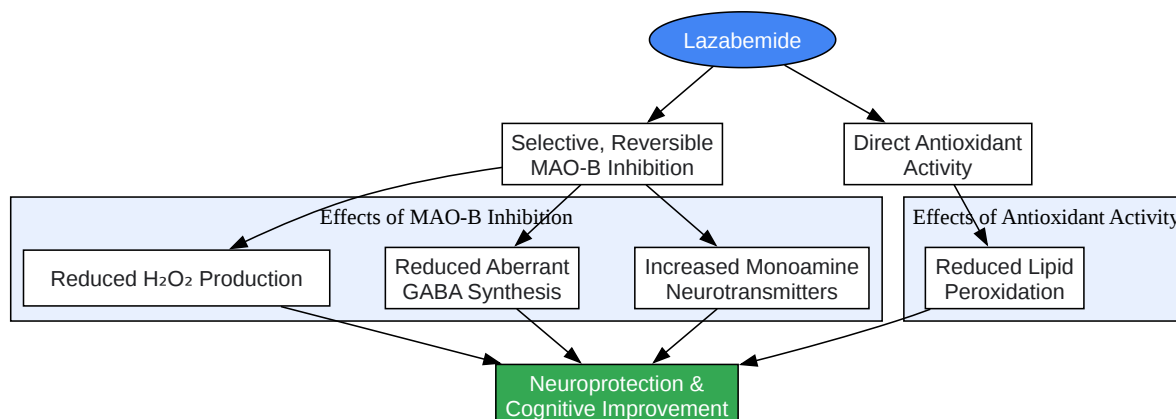 Lazabemide
Selective, Reversible
MAO-B Inhibition
Direct Antioxidant
Activity
Effects of MAO-B Inhibition
Effects of Antioxidant Activity
Reduced H₂O₂ Production
Reduced Aberrant
GABA Synthesis
Increased Monoamine
Neurotransmitters
Reduced Lipid
Peroxidation
Neuroprotection &
Cognitive Improvement